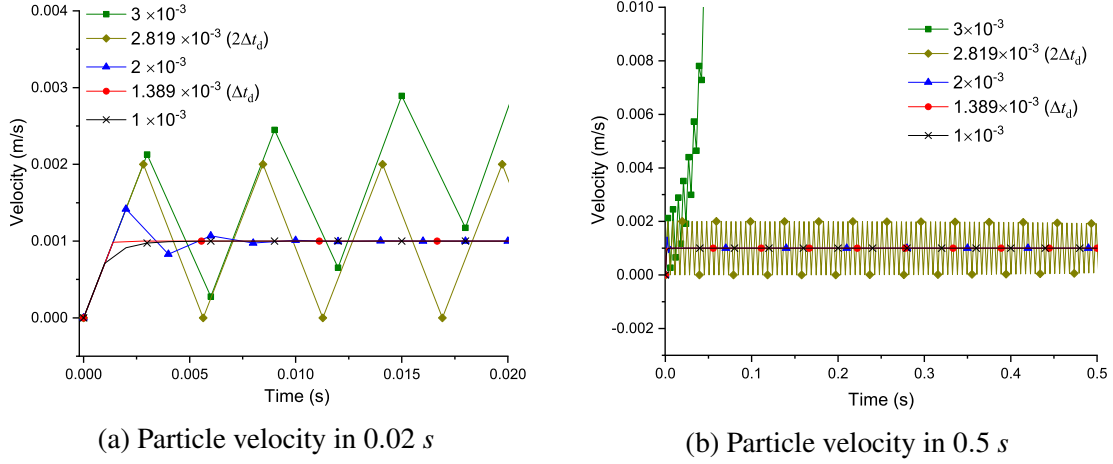 0.004
0.003
0.002
0.001
0.000
Velocity (m/s)
3 ×10⁻³
2.819 ×10⁻³ (2Δt_d)
2 ×10⁻³
1.389 ×10⁻³ (Δt_d)
1 ×10⁻³
0.000 0.005 0.010 0.015 0.020
Time (s)
(a) Particle velocity in 0.02 s
0.010
0.008
0.006
0.004
0.002
0.000
-0.002
Velocity (m/s)
3×10⁻³
2.819×10⁻³ (2Δt_d)
2×10⁻³
1.389×10⁻³ (Δt_d)
1×10⁻³
0.0 0.1 0.2 0.3 0.4 0.5
Time (s)
(b) Particle velocity in 0.5 s